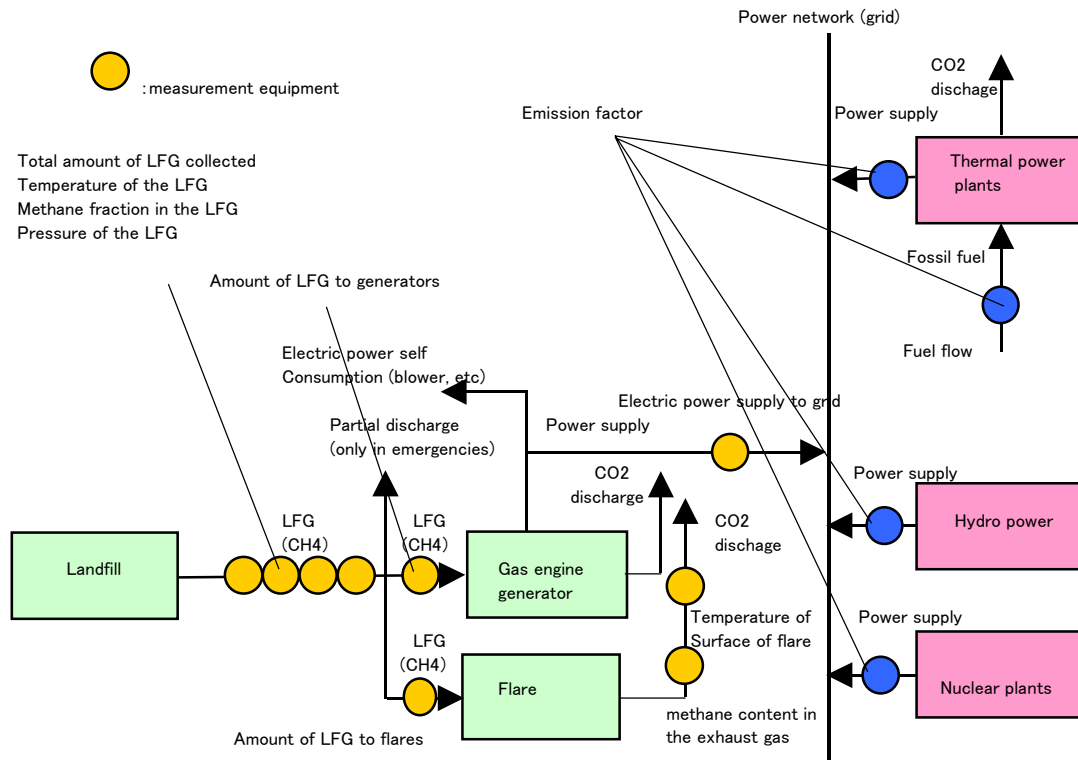 Power network (grid)
:measurement equipment
CO2
dischage
Emission factor
Power supply
Total amount of LFG collected
Temperature of the LFG
Methane fraction in the LFG
Pressure of the LFG
Thermal power
plants
Fossil fuel
Amount of LFG to generators
Fuel flow
Electric power self
Consumption (blower, etc)
Electric power supply to grid
Partial discharge
(only in emergencies)
Power supply
CO2
discharge
Power supply
LFG
(CH4)
LFG
(CH4)
CO2
discharge
Hydro power
Landfill
Gas engine
generator
Temperature of
Surface of flare
Power supply
LFG
(CH4)
Flare
Nuclear plants
methane content in
the exhaust gas
Amount of LFG to flares